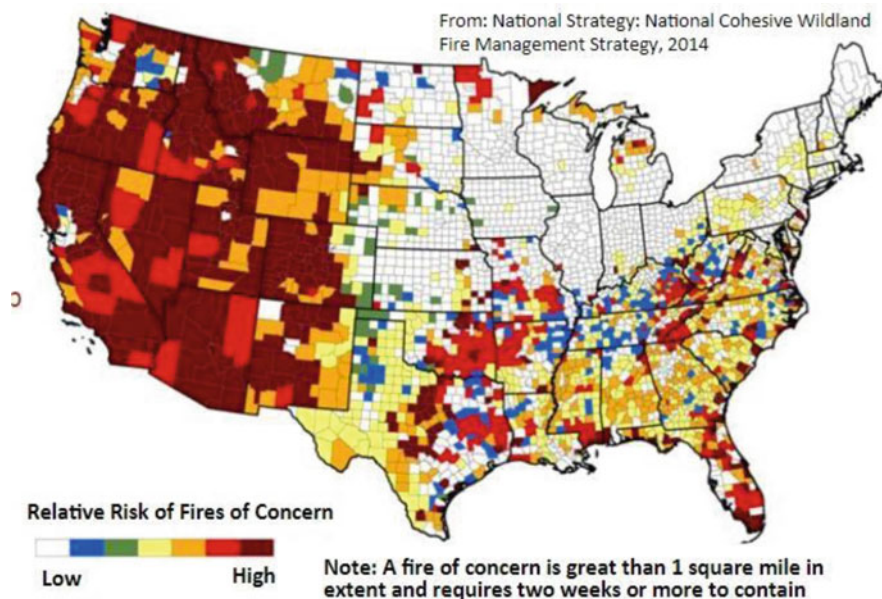 From: National Strategy: National Cohesive Wildland
Fire Management Strategy, 2014
Relative Risk of Fires of Concern
Low
High
Note: A fire of concern is great than 1 square mile in
extent and requires two weeks or more to contain